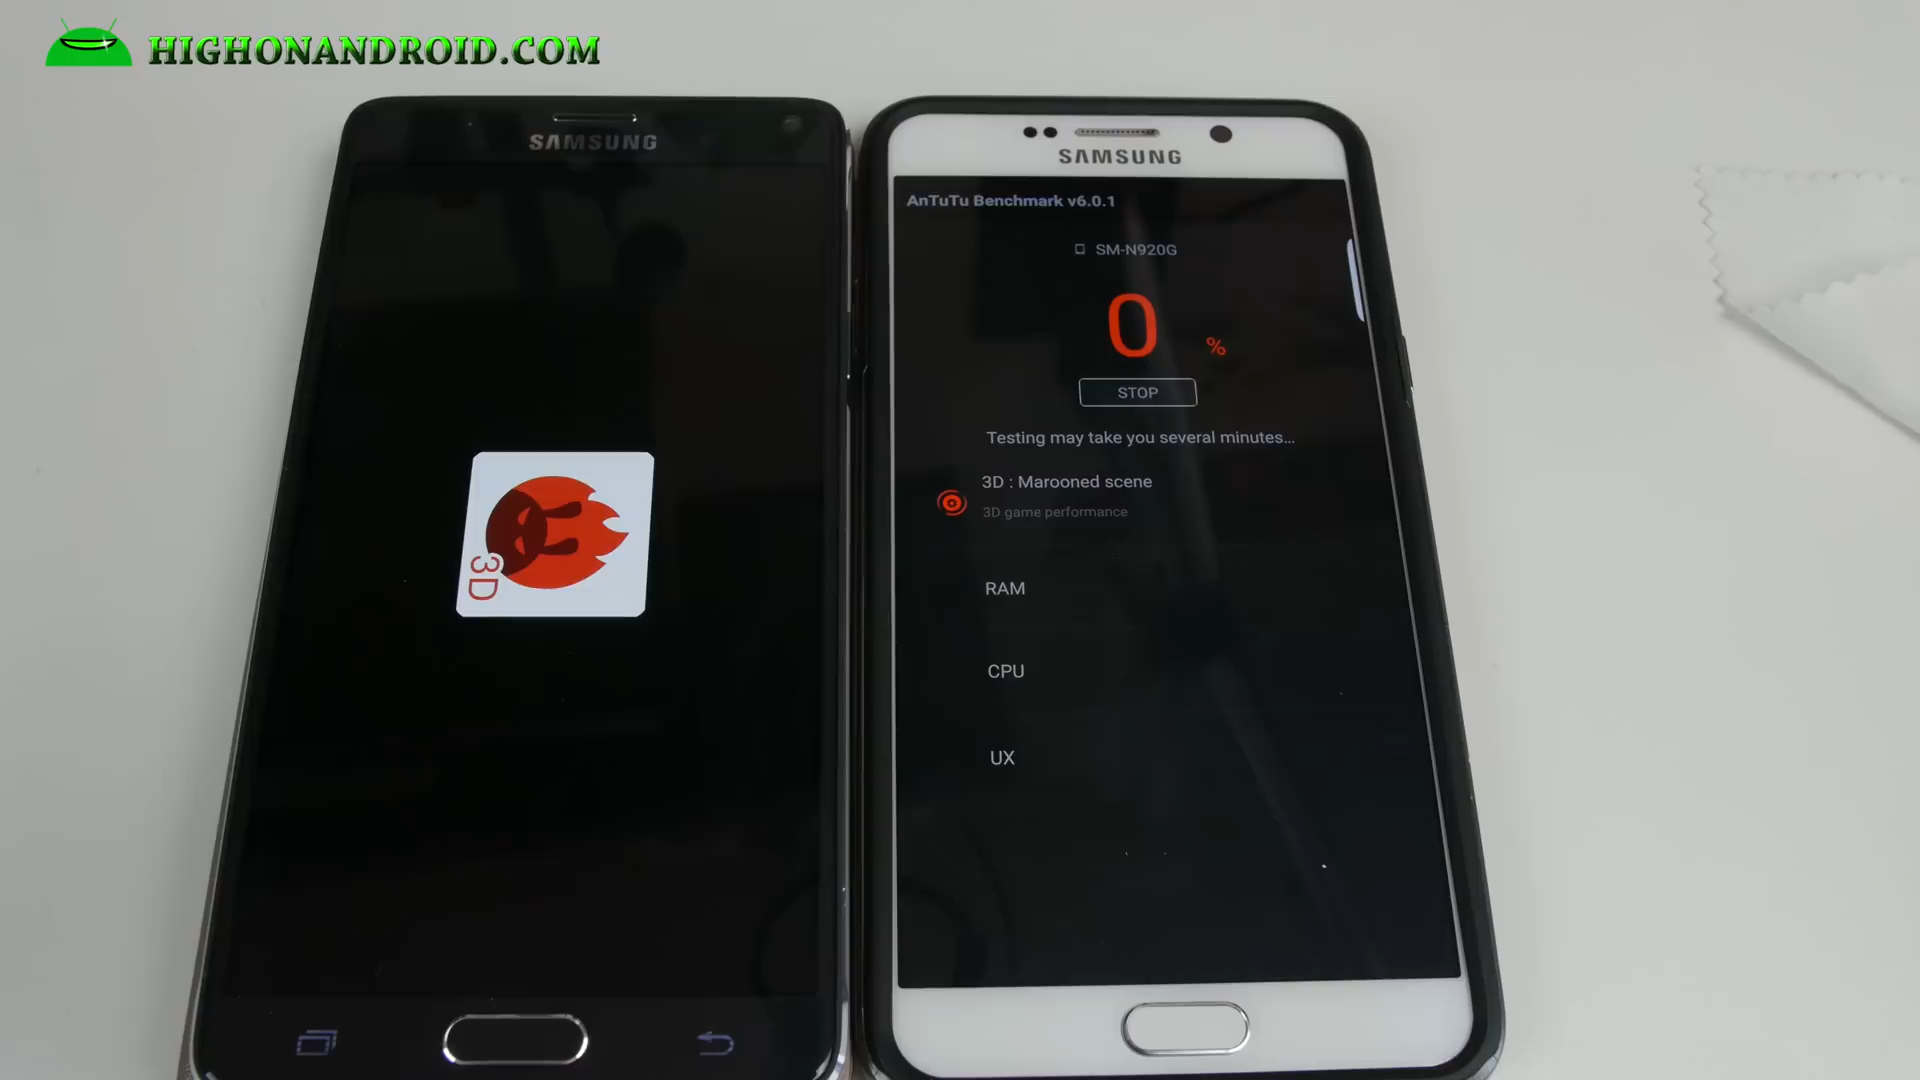 HIGHONANDROID.COM
SAMSUNG
3D
SAMSUNG
AnTuTu Benchmark v6.0.1
SM-N920G
0 %
STOP
Testing may take you several minutes...
3D : Marooned scene
3D game performance
RAM
CPU
UX